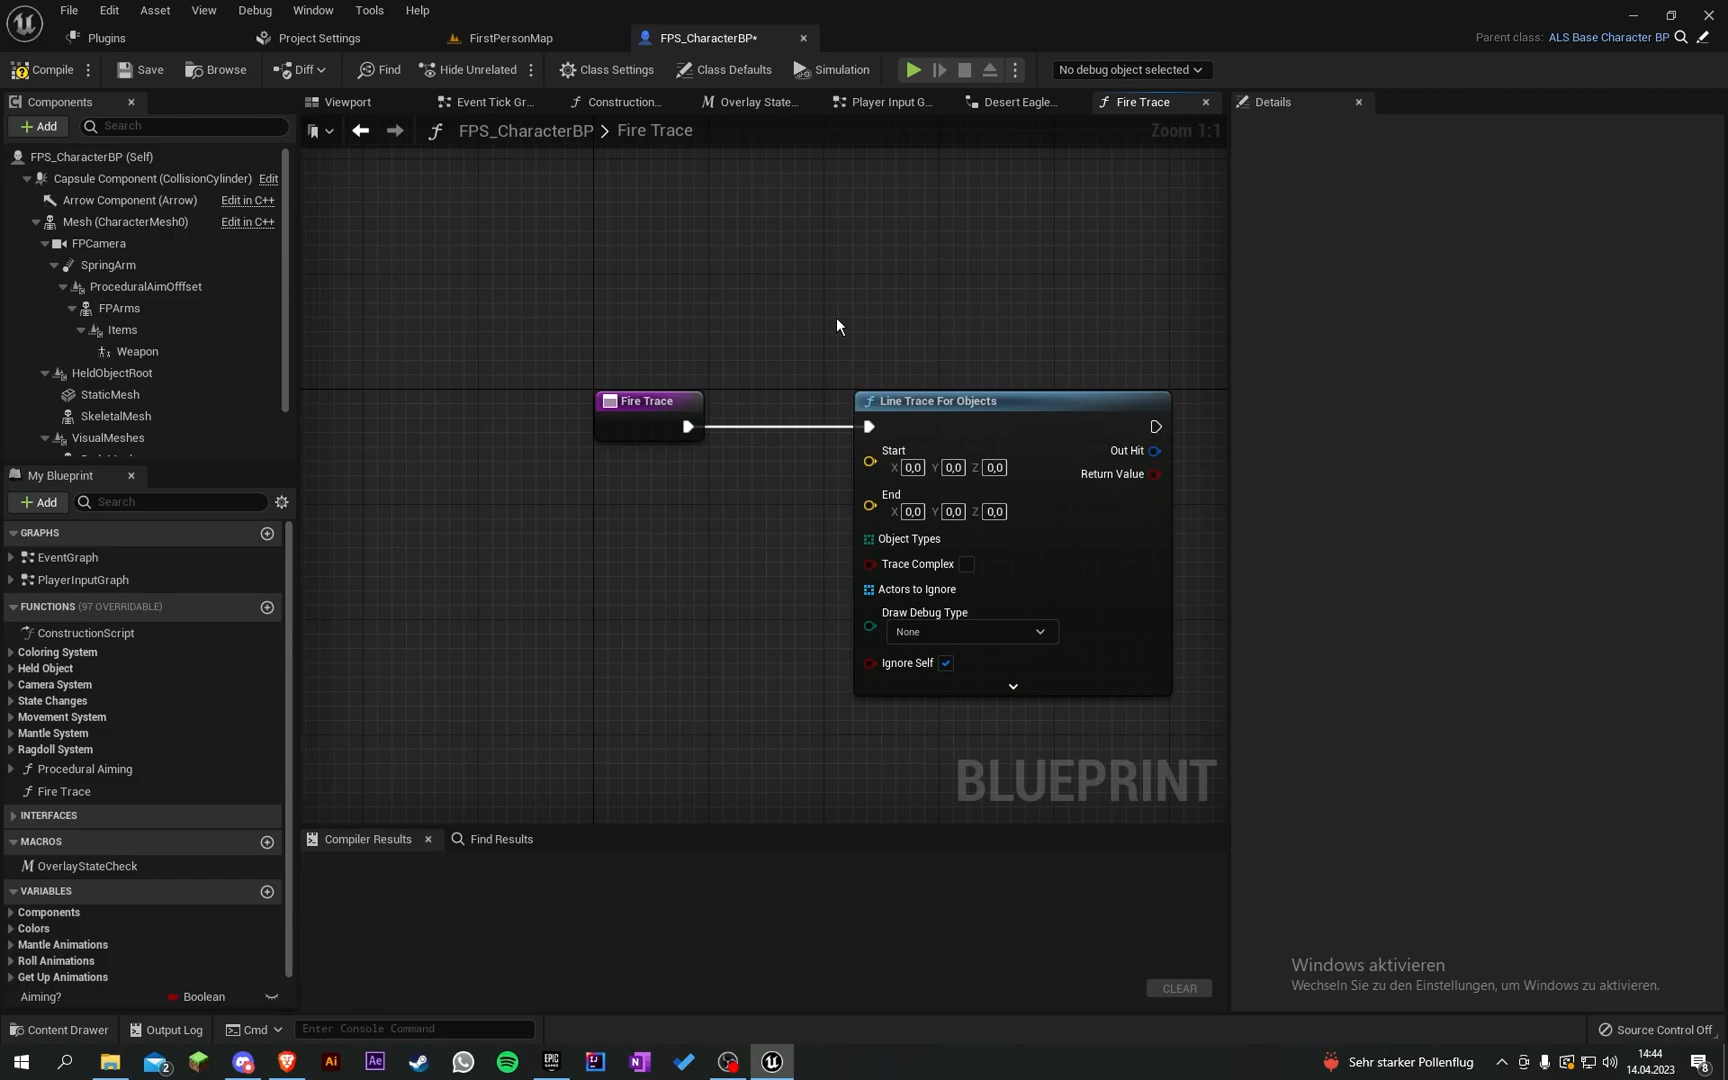 File Edit Asset View Debug Window Tools Help
Plugins Project Settings FirstPersonMap FPS_CharacterBP*
Parent class: ALS Base Character BP
Compile Save Browse Diff Find Hide Unrelated Class Settings Class Defaults Simulation No debug object selected
Components Viewport Event Tick Gr... Construction... Overlay State... Player Input G... Desert Eagle... Fire Trace Details
Add Search
FPS_CharacterBP > Fire Trace Zoom 1:1
FPS_CharacterBP (Self)
Capsule Component (CollisionCylinder) Edit
Arrow Component (Arrow) Edit in C++
Mesh (CharacterMesh0) Edit in C++
FPCamera
SpringArm
ProceduralAimOfffset
FPArms
Items
Weapon
HeldObjectRoot
StaticMesh
SkeletalMesh
VisualMeshes
My Blueprint
Add Search
GRAPHS
EventGraph
PlayerInputGraph
FUNCTIONS (97 OVERRIDABLE)
ConstructionScript
Coloring System
Held Object
Camera System
State Changes
Movement System
Mantle System
Ragdoll System
Procedural Aiming
Fire Trace
INTERFACES
MACROS
OverlayStateCheck
VARIABLES
Components
Colors
Mantle Animations
Roll Animations
Get Up Animations
Aiming? Boolean
Fire Trace
Line Trace For Objects
Start
X 0,0 Y 0,0 Z 0,0
End
X 0,0 Y 0,0 Z 0,0
Object Types
Trace Complex
Actors to Ignore
Draw Debug Type
None
Ignore Self
Out Hit
Return Value
BLUEPRINT
Compiler Results Find Results
CLEAR
Windows aktivieren
Wechseln Sie zu den Einstellungen, um Windows zu aktivieren.
Content Drawer Output Log Cmd Enter Console Command Source Control Off
2 Ai Ae EPIC GAMES IJ N
Sehr starker Pollenflug
14:44
14.04.2023
8